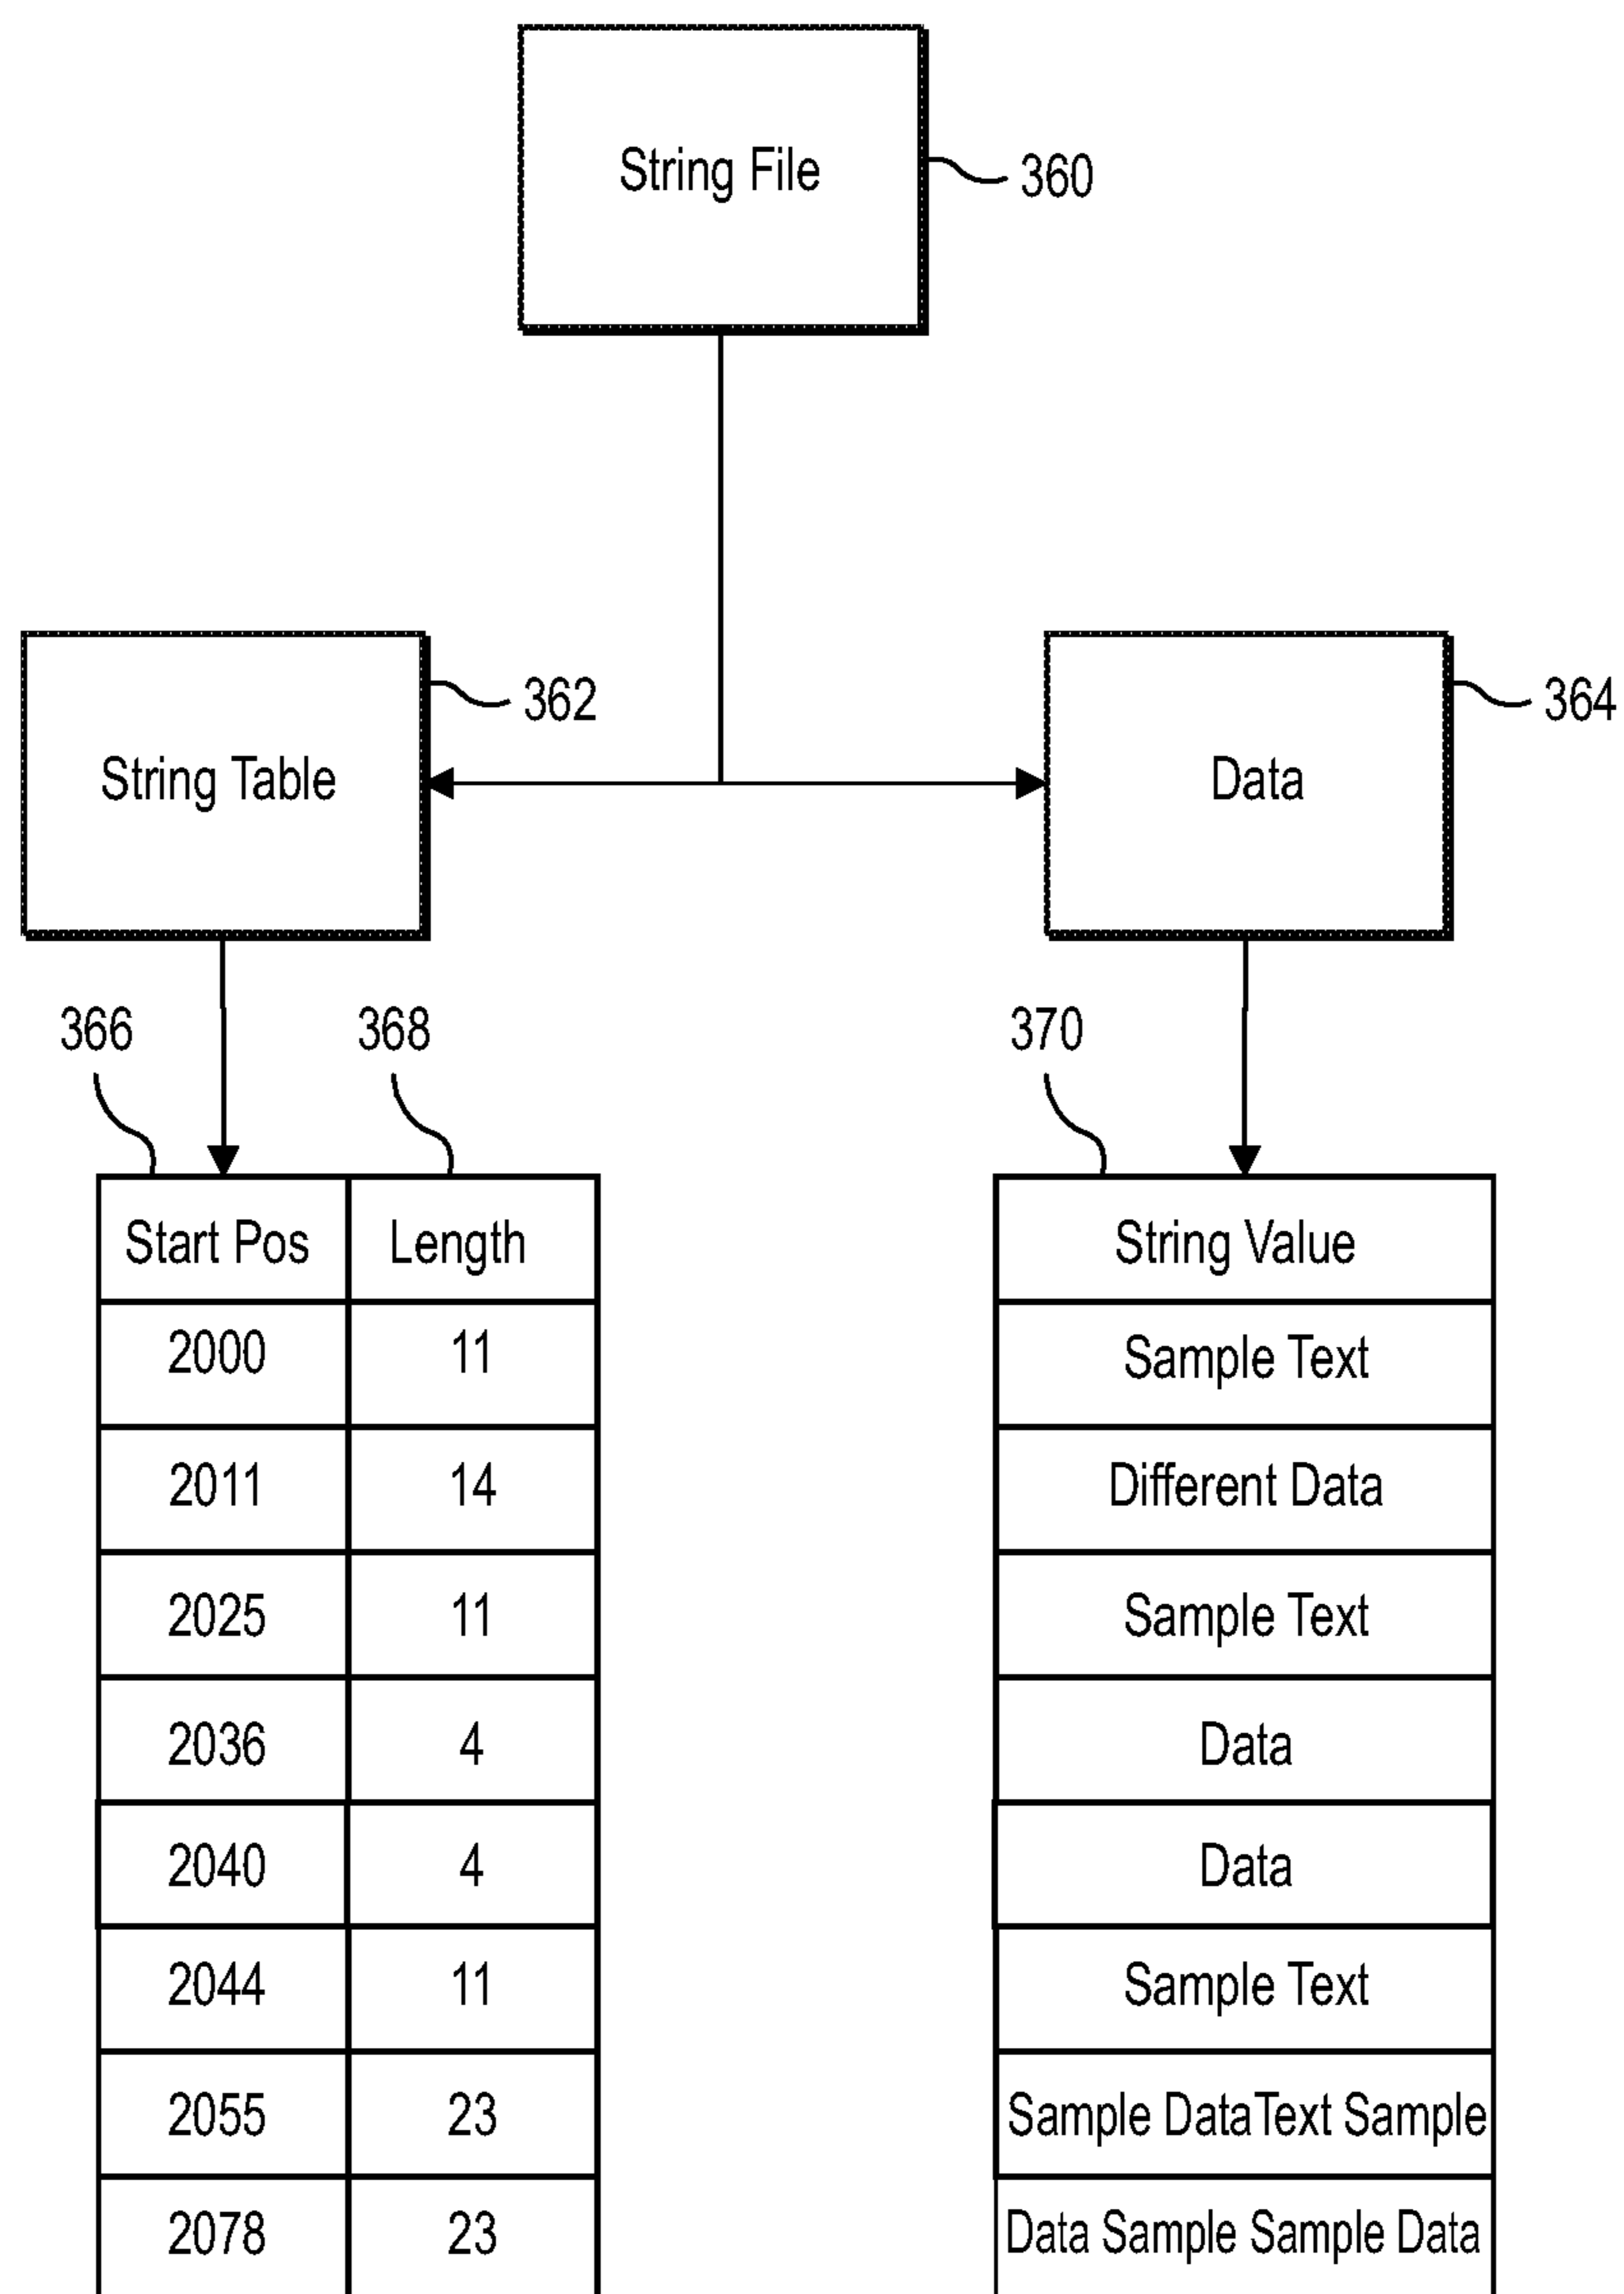 String File
360
362
364
String Table
Data
366
368
370
Start Pos Length
String Value
2000 11
Sample Text
2011 14
Different Data
2025 11
Sample Text
2036 4
Data
2040 4
Data
2044 11
Sample Text
2055 23
Sample DataText Sample
2078 23
Data Sample Sample Data